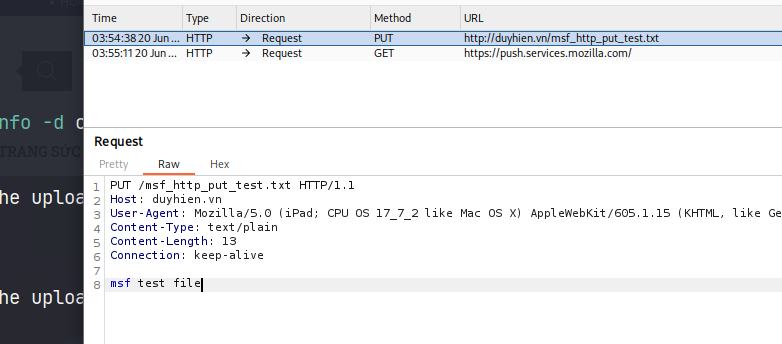 HOM
Time Type Direction Method URL
03:54:38 20 Jun ... HTTP → Request PUT http://duyhien.vn/msf_http_put_test.txt
03:55:11 20 Jun ... HTTP → Request GET https://push.services.mozilla.com/
nfo -d
TRANG SỨC
he uploa
he uploa
Request
Pretty Raw Hex
1 PUT /msf_http_put_test.txt HTTP/1.1
2 Host: duyhien.vn
3 User-Agent: Mozilla/5.0 (iPad; CPU OS 17_7_2 like Mac OS X) AppleWebKit/605.1.15 (KHTML, like Ge
4 Content-Type: text/plain
5 Content-Length: 13
6 Connection: keep-alive
7
8 msf test file